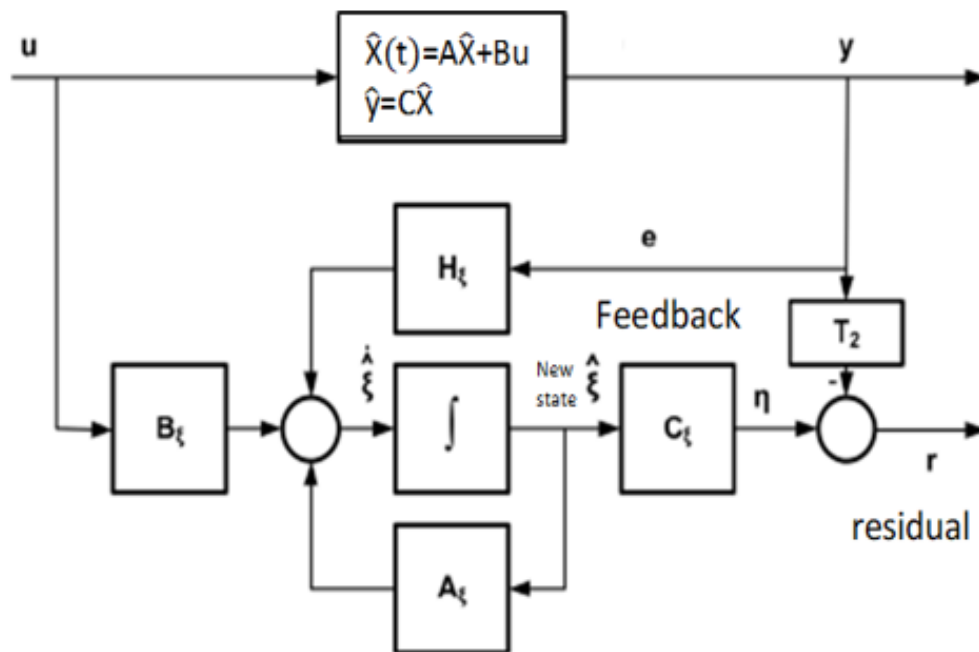 u
X̂(t)=AX̂+Bu
ŷ=CX̂
y
Hξ
e
Feedback
T₂
-
Bξ
ξ̂̇
∫
New
state
ξ̂
Cξ
η
r
residual
Aξ